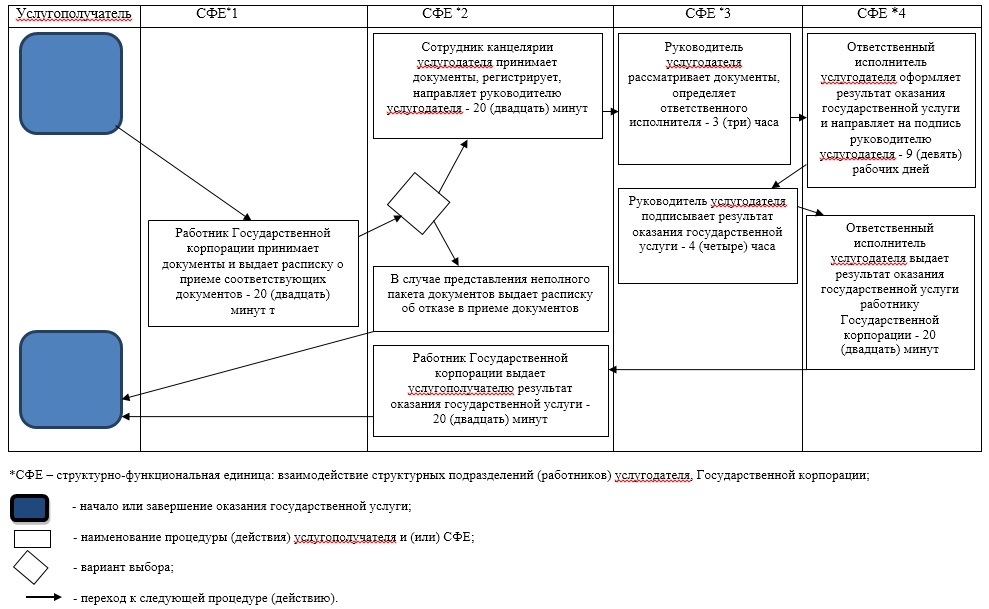 Услугополучатель
СФЕ*1
СФЕ *2
СФЕ *3
СФЕ *4
Работник Государственной
корпорации принимает
документы и выдает расписку о
приеме соответствующих
документов - 20 (двадцать)
минут т
Сотрудник канцелярии
услугодателя принимает
документы, регистрирует,
направляет руководителю
услугодателя - 20 (двадцать) минут
В случае представления неполного
пакета документов выдает расписку
об отказе в приеме документов
Работник Государственной
корпорации выдает
услугополучателю результат
оказания государственной услуги -
20 (двадцать) минут
Руководитель
услугодателя
рассматривает документы,
определяет
ответственного
исполнителя - 3 (три) часа
Руководитель услугодателя
подписывает результат
оказания государственной
услуги - 4 (четыре) часа
Ответственный
исполнитель
услугодателя оформляет
результат оказания
государственной услуги
и направляет на подпись
руководителю
услугодателя - 9 (девять)
рабочих дней
Ответственный
исполнитель
услугодателя выдает
результат оказания
государственной услуги
работнику
Государственной
корпорации - 20
(двадцать) минут
*СФЕ – структурно-функциональная единица: взаимодействие структурных подразделений (работников) услугодателя, Государственной корпорации;
- начало или завершение оказания государственной услуги;
- наименование процедуры (действия) услугополучателя и (или) СФЕ;
- вариант выбора;
- переход к следующей процедуре (действию).